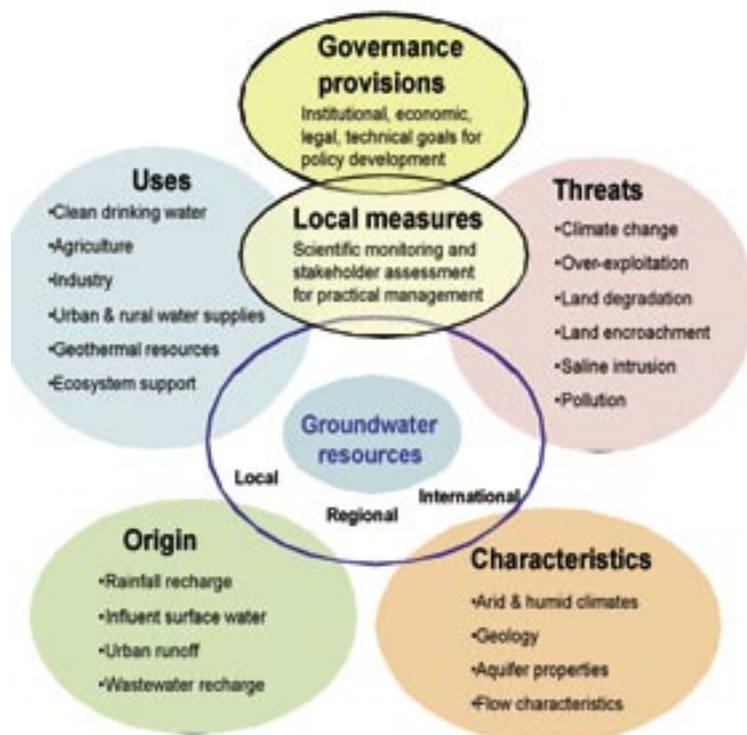 Governance
provisions
Institutional, economic,
legal, technical goals for
policy development
Uses
•Clean drinking water
•Agriculture
•Industry
•Urban & rural water supplies
•Geothermal resources
•Ecosystem support
Local measures
Scientific monitoring and
stakeholder assessment
for practical management
Threats
•Climate change
•Over-exploitation
•Land degradation
•Land encroachment
•Saline intrusion
•Pollution
Groundwater
resources
Local
Regional
International
Origin
•Rainfall recharge
•Influent surface water
•Urban runoff
•Wastewater recharge
Characteristics
•Arid & humid climates
•Geology
•Aquifer properties
•Flow characteristics